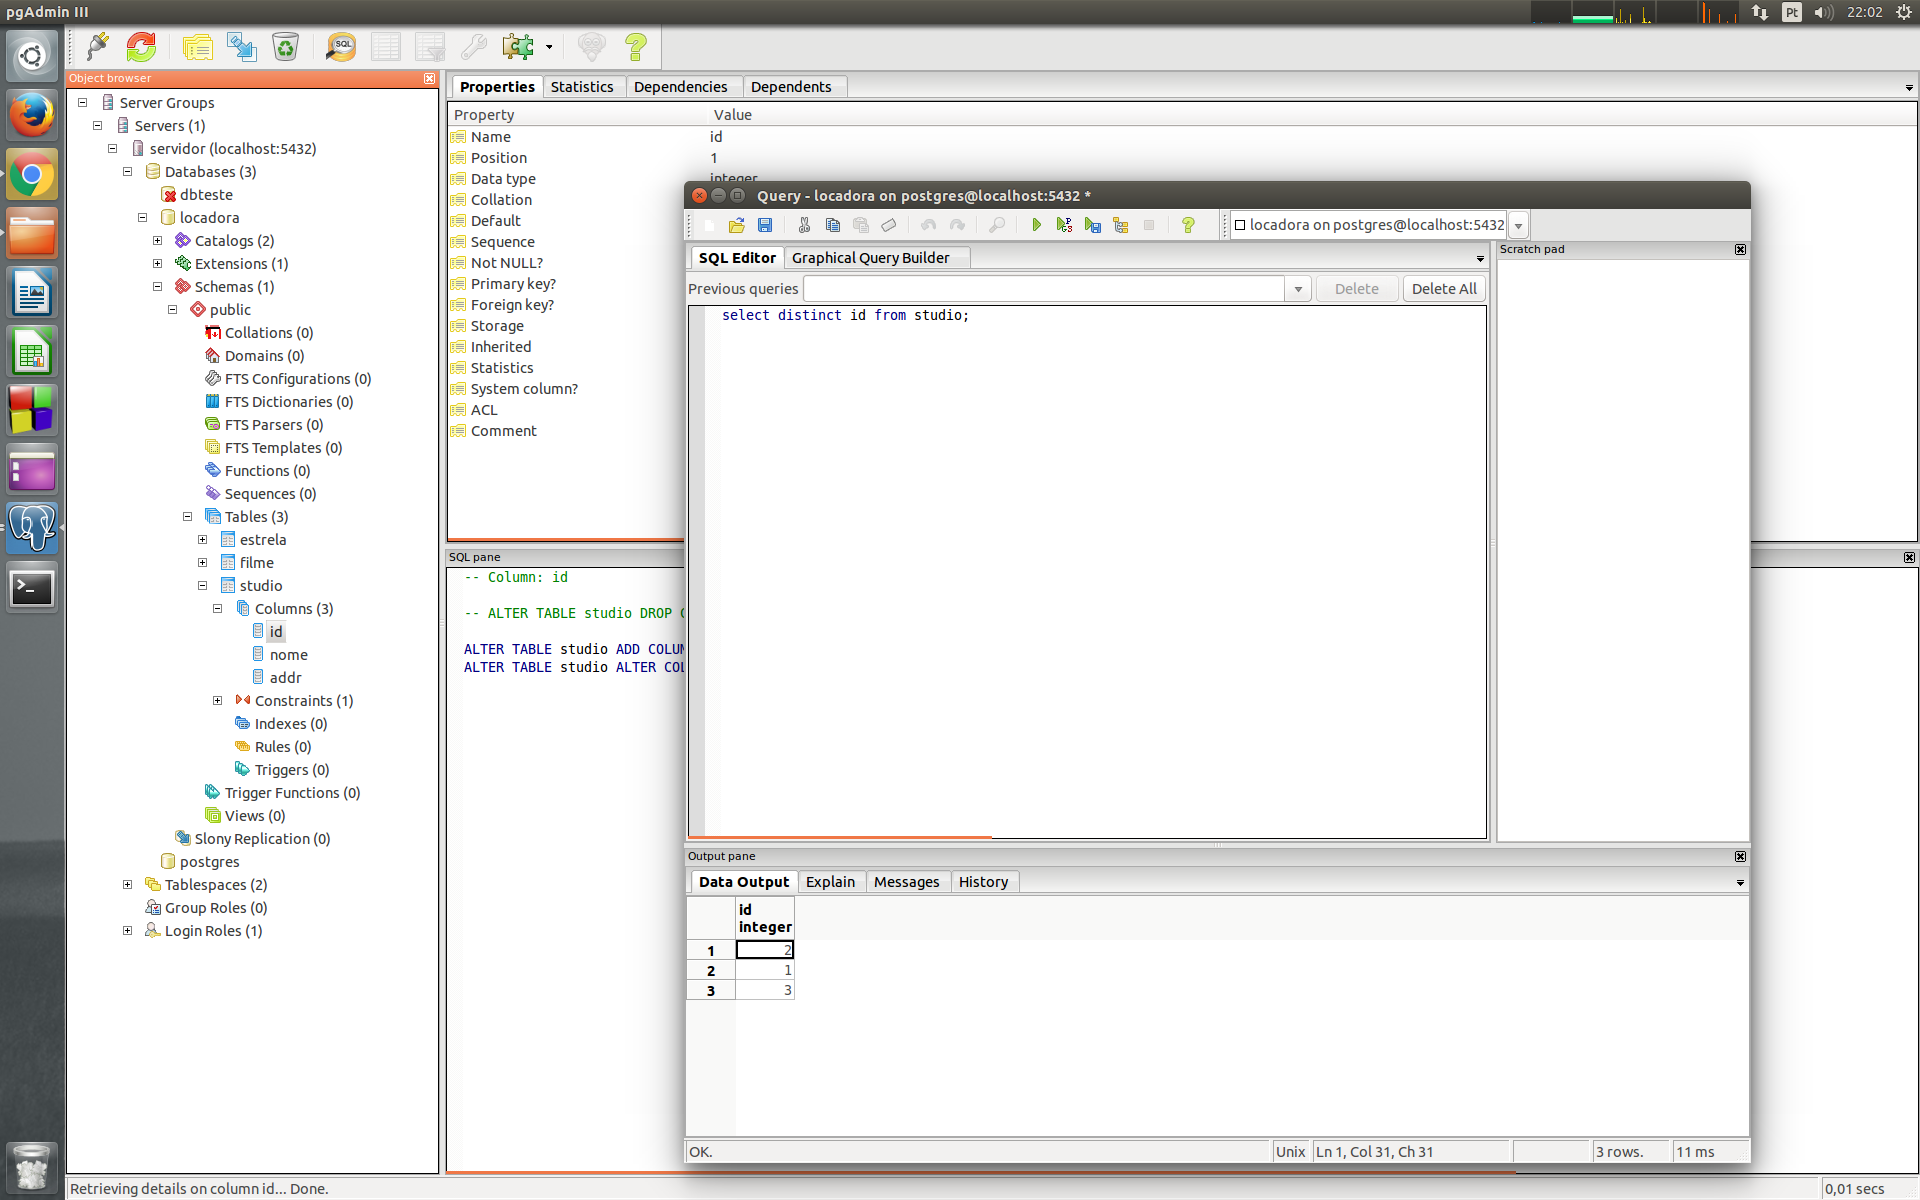 pgAdmin III
Pt
22:02
SQL
Object browser
Server Groups
Servers (1)
servidor (localhost:5432)
Databases (3)
dbteste
locadora
Catalogs (2)
Extensions (1)
Schemas (1)
public
Collations (0)
Domains (0)
FTS Configurations (0)
FTS Dictionaries (0)
FTS Parsers (0)
FTS Templates (0)
Functions (0)
Sequences (0)
Tables (3)
estrela
filme
studio
Columns (3)
id
nome
addr
Constraints (1)
Indexes (0)
Rules (0)
Triggers (0)
Trigger Functions (0)
Views (0)
Slony Replication (0)
postgres
Tablespaces (2)
Group Roles (0)
Login Roles (1)
Properties Statistics Dependencies Dependents
Property Value
Name id
Position 1
Data type integer
Collation
Default
Sequence
Not NULL?
Primary key?
Foreign key?
Storage
Inherited
Statistics
System column?
ACL
Comment
SQL pane
-- Column: id
-- ALTER TABLE studio DROP
ALTER TABLE studio ADD COLUM
ALTER TABLE studio ALTER COL
Query - locadora on postgres@localhost:5432 *
locadora on postgres@localhost:5432
SQL Editor Graphical Query Builder
Previous queries Delete Delete All
select distinct id from studio;
Scratch pad
Output pane
Data Output Explain Messages History
id
integer
1 2
2 1
3 3
OK. Unix Ln 1, Col 31, Ch 31 3 rows. 11 ms
Retrieving details on column id... Done. 0,01 secs